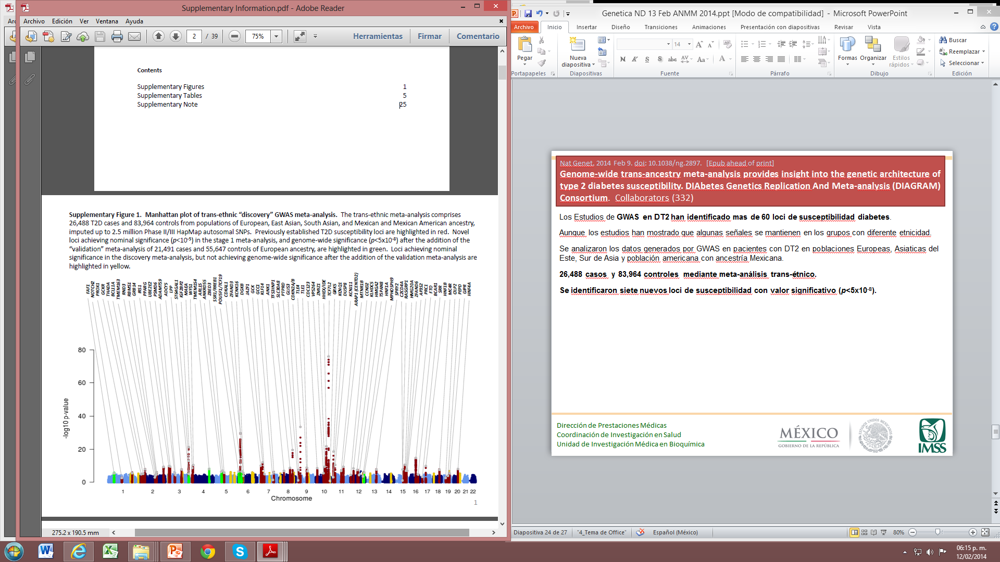 Supplementary Information.pdf - Adobe Reader
Archivo Edición Ver Ventana Ayuda
2 / 39 75% Herramientas Firmar Comentario
Contents
Supplementary Figures 1
Supplementary Tables 5
Supplementary Note 25
Supplementary Figure 1. Manhattan plot of trans-ethnic “discovery” GWAS meta-analysis. The trans-ethnic meta-analysis comprises
26,488 T2D cases and 83,964 controls from populations of European, East Asian, South Asian, and Mexican and Mexican American ancestry,
imputed up to 2.5 million Phase II/III HapMap autosomal SNPs. Previously established T2D susceptibility loci are highlighted in red. Novel
loci achieving nominal significance (p<10-5) in the stage 1 meta-analysis, and genome-wide significance (p<5x10-8) after the addition of the
“validation” meta-analysis of 21,491 cases and 55,647 controls of European ancestry, are highlighted in green. Loci achieving nominal
significance in the discovery meta-analysis, but not achieving genome-wide significance after the addition of the validation meta-analysis are
highlighted in yellow.
FAF1 NOTCH2 PROX1 GCKR THADA BCL11A TMEM163 RND3 RBMS1 GRB14 IRS1 PPARG UBE2E2 PSMD6 ADAMTS9 ADCY5 LPP ST64GAL1 IGF2BP2 MAEA WFS1 TMEM154 ARL15 ANKRD55 ZBED3 SSR1/RREB1 POU5F1/TCF19 CDKAL1 ZFAND3 KCNK16 DGKB JAZF1 GCK GCC1 KLF14 ANK1 TP53INP1 SLC30A8 PTPRD GLIS3 CDKN2A/B TLE4 TLE1 CDC123 VPS26A ZMIZ1 HHEX/IDE TCF7L2 GRK5 KCNQ1 DUSP8 KCNJ11 ARAP1 (CENTD2) MTNR1B CCND2 KLHDC5 HMGA2 TSPAN8 HNF1A MPHOSPH9 SPRY2 C2CD4A RASGRP1 HMG20A ZFAND6 AP3S2 PRC1 FTO BCAR1 SRR HNF1B MC4R CILP2 PEPD GIPR HNF4A
80
60
40
20
0
-log10 p-value
1 2 3 4 5 6 7 8 9 10 11 12 13 14 15 16 17 18 19 20 21 22
Chromosome
1
275.2 x 190.5 mm
Genetica ND 13 Feb ANMM 2014.ppt [Modo de compatibilidad] - Microsoft PowerPoint
Archivo Inicio Insertar Diseño Transiciones Animaciones Presentación con diapositivas Revisar Vista
Pegar
Nueva diapositiva
14
N K S S abc AV Aa A
Formas Organizar Estilos rápidos
Buscar
Reemplazar
Seleccionar
Portapapeles Diapositivas Fuente Párrafo Dibujo Edición
Nat Genet, 2014 Feb 9. doi: 10.1038/ng.2897. [Epub ahead of print]
Genome-wide trans-ancestry meta-analysis provides insight into the genetic architecture of
type 2 diabetes susceptibility. DIAbetes Genetics Replication And Meta-analysis (DIAGRAM)
Consortium. Collaborators (332)
Los Estudios de GWAS en DT2 han identificado mas de 60 loci de susceptibilidad diabetes.
Aunque los estudios han mostrado que algunas señales se mantienen en los grupos con diferente etnicidad.
Se analizaron los datos generados por GWAS en pacientes con DT2 en poblaciones Europeas, Asiaticas del
Este, Sur de Asia y población americana con ancestría Mexicana.
26,488 casos y 83,964 controles mediante meta-análisis trans-étnico.
Se identificaron siete nuevos loci de susceptibilidad con valor significativo (p<5x10-8).
Dirección de Prestaciones Médicas
Coordinación de Investigación en Salud
Unidad de Investigación Médica en Bioquímica
MÉXICO
GOBIERNO DE LA REPÚBLICA
ESTADOS UNIDOS MEXICANOS
IMSS
Diapositiva 24 de 27 "4_Tema de Office" Español (México) 80%
06:15 p. m.
12/02/2014